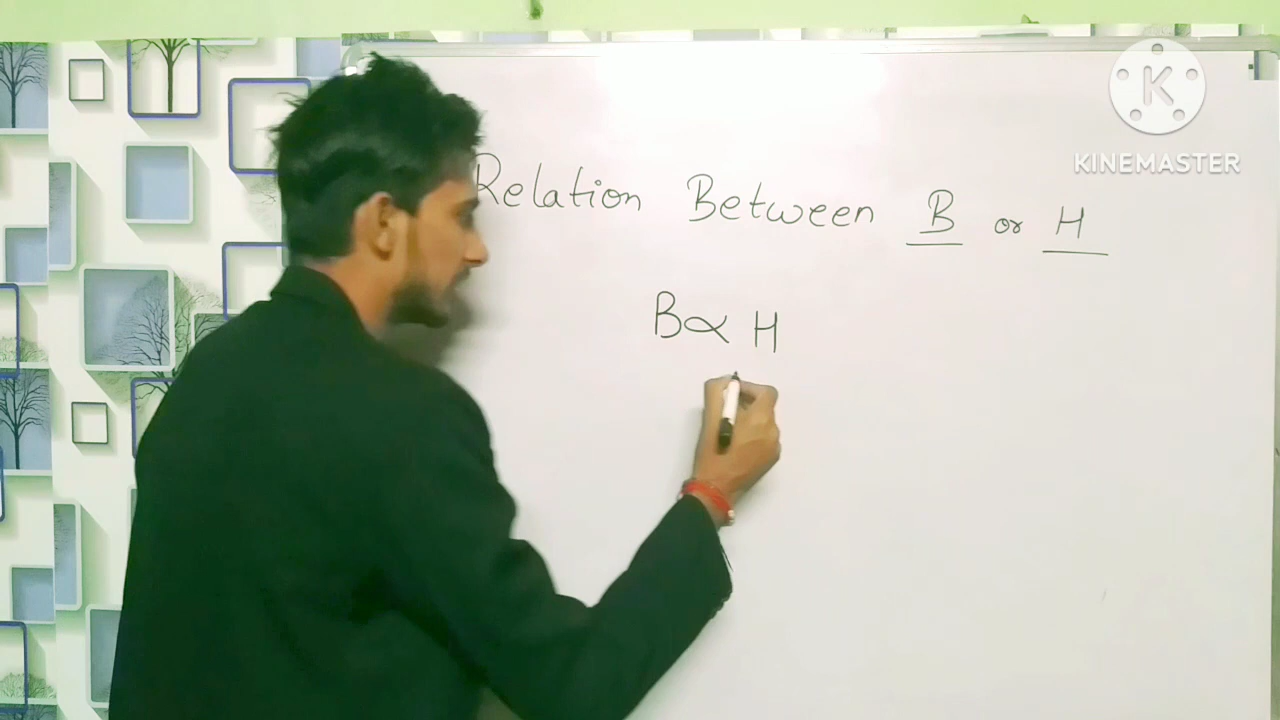 K
KINEMASTER
Relation Between B or H
B ∝ H